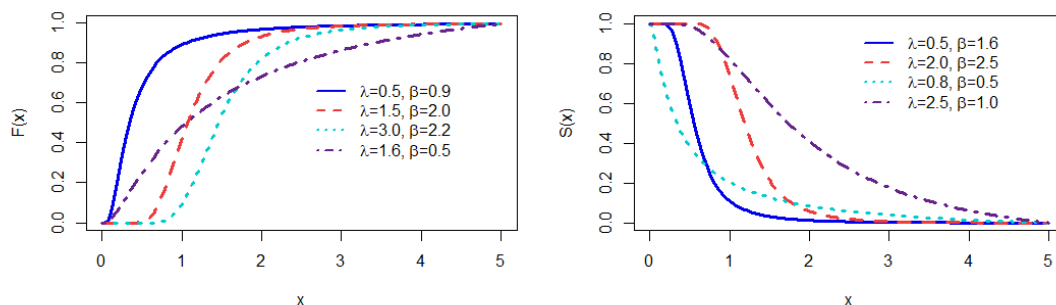 F(x)
1.0
0.8
0.6
0.4
0.2
0.0
λ=0.5, β=0.9
λ=1.5, β=2.0
λ=3.0, β=2.2
λ=1.6, β=0.5
0 1 2 3 4 5
x
S(x)
1.0
0.8
0.6
0.4
0.2
0.0
λ=0.5, β=1.6
λ=2.0, β=2.5
λ=0.8, β=0.5
λ=2.5, β=1.0
0 1 2 3 4 5
x